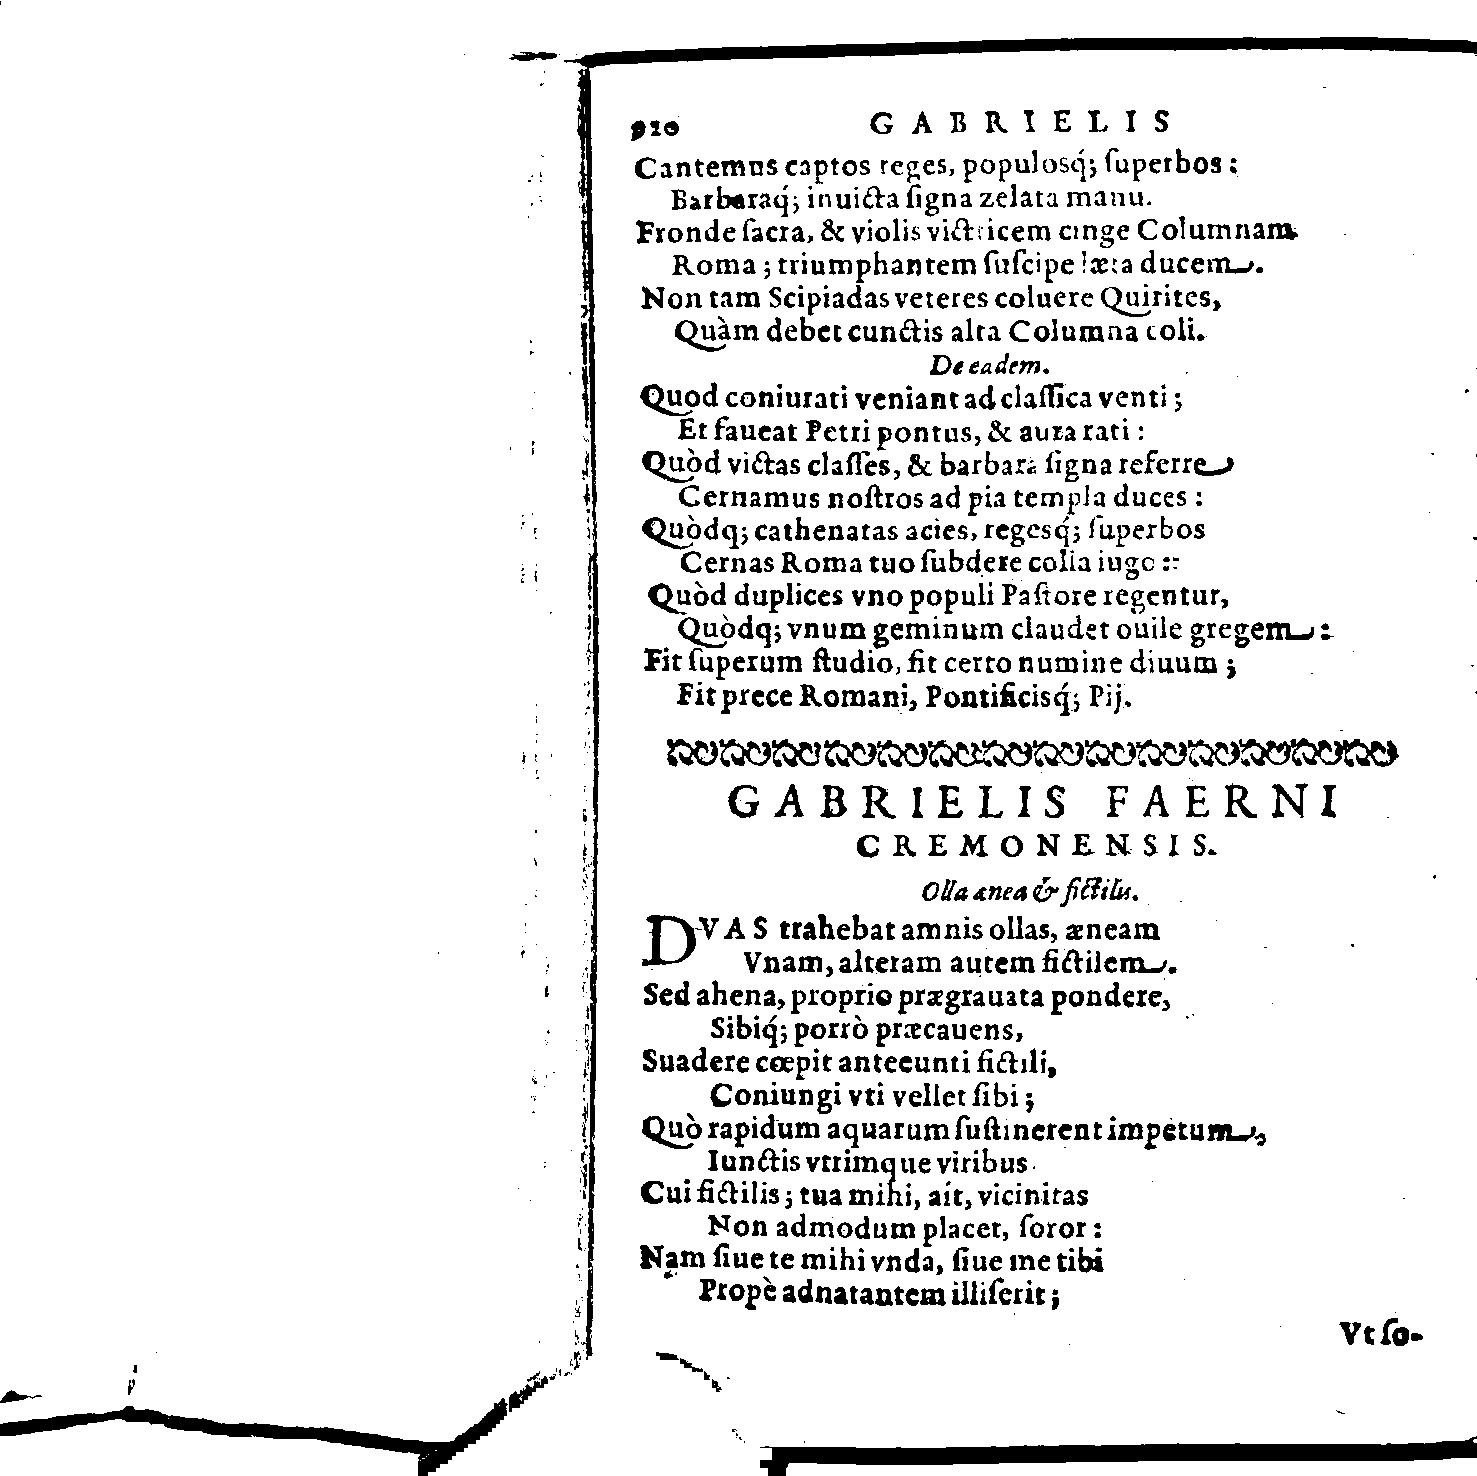 920 GABRIELIS
Cantemus captos reges, populosq́; ſuperbos:
Barbaraq́; inuicta ſigna zelata manu.
Fronde ſacra, & violis victricem cinge Columnam
Roma; triumphantem ſuſcipe læta ducem.
Non tam Scipiadas veteres coluere Quirites,
Quàm debet cunctis alta Columna coli.
De eadem.
Quod coniurati veniant ad claſſica venti;
Et faueat Petri pontus, & aura rati:
Quòd victas claſſes, & barbara ſigna referre
Cernamus noſtros ad pia templa duces:
Quòdq; cathenatas acies, regesq́; ſuperbos
Cernas Roma tuo ſubdere colla iugo:
Quòd duplices vno populi Paſtore regentur,
Quòdq; vnum geminum claudet ouile gregem:
Fit ſuperum ſtudio, fit certo numine diuum;
Fit prece Romani, Pontificisq́; Pij.
GABRIELIS FAERNI
CREMONENSIS.
Olla ænea & fictilis.
DVAS trahebat amnis ollas, æneam
Vnam, alteram autem fictilem.
Sed ahena, proprio prægrauata pondere,
Sibiq́; porrò præcauens,
Suadere cœpit anteeunti fictili,
Coniungi vti vellet ſibi;
Quò rapidum aquarum ſuſtinerent impetum,
Iunctis vtrimque viribus.
Cui fictilis; tua mihi, ait, vicinitas
Non admodum placet, ſoror:
Nam ſiue te mihi vnda, ſiue me tibi
Propè adnatantem illiſerit;
Vt ſo-